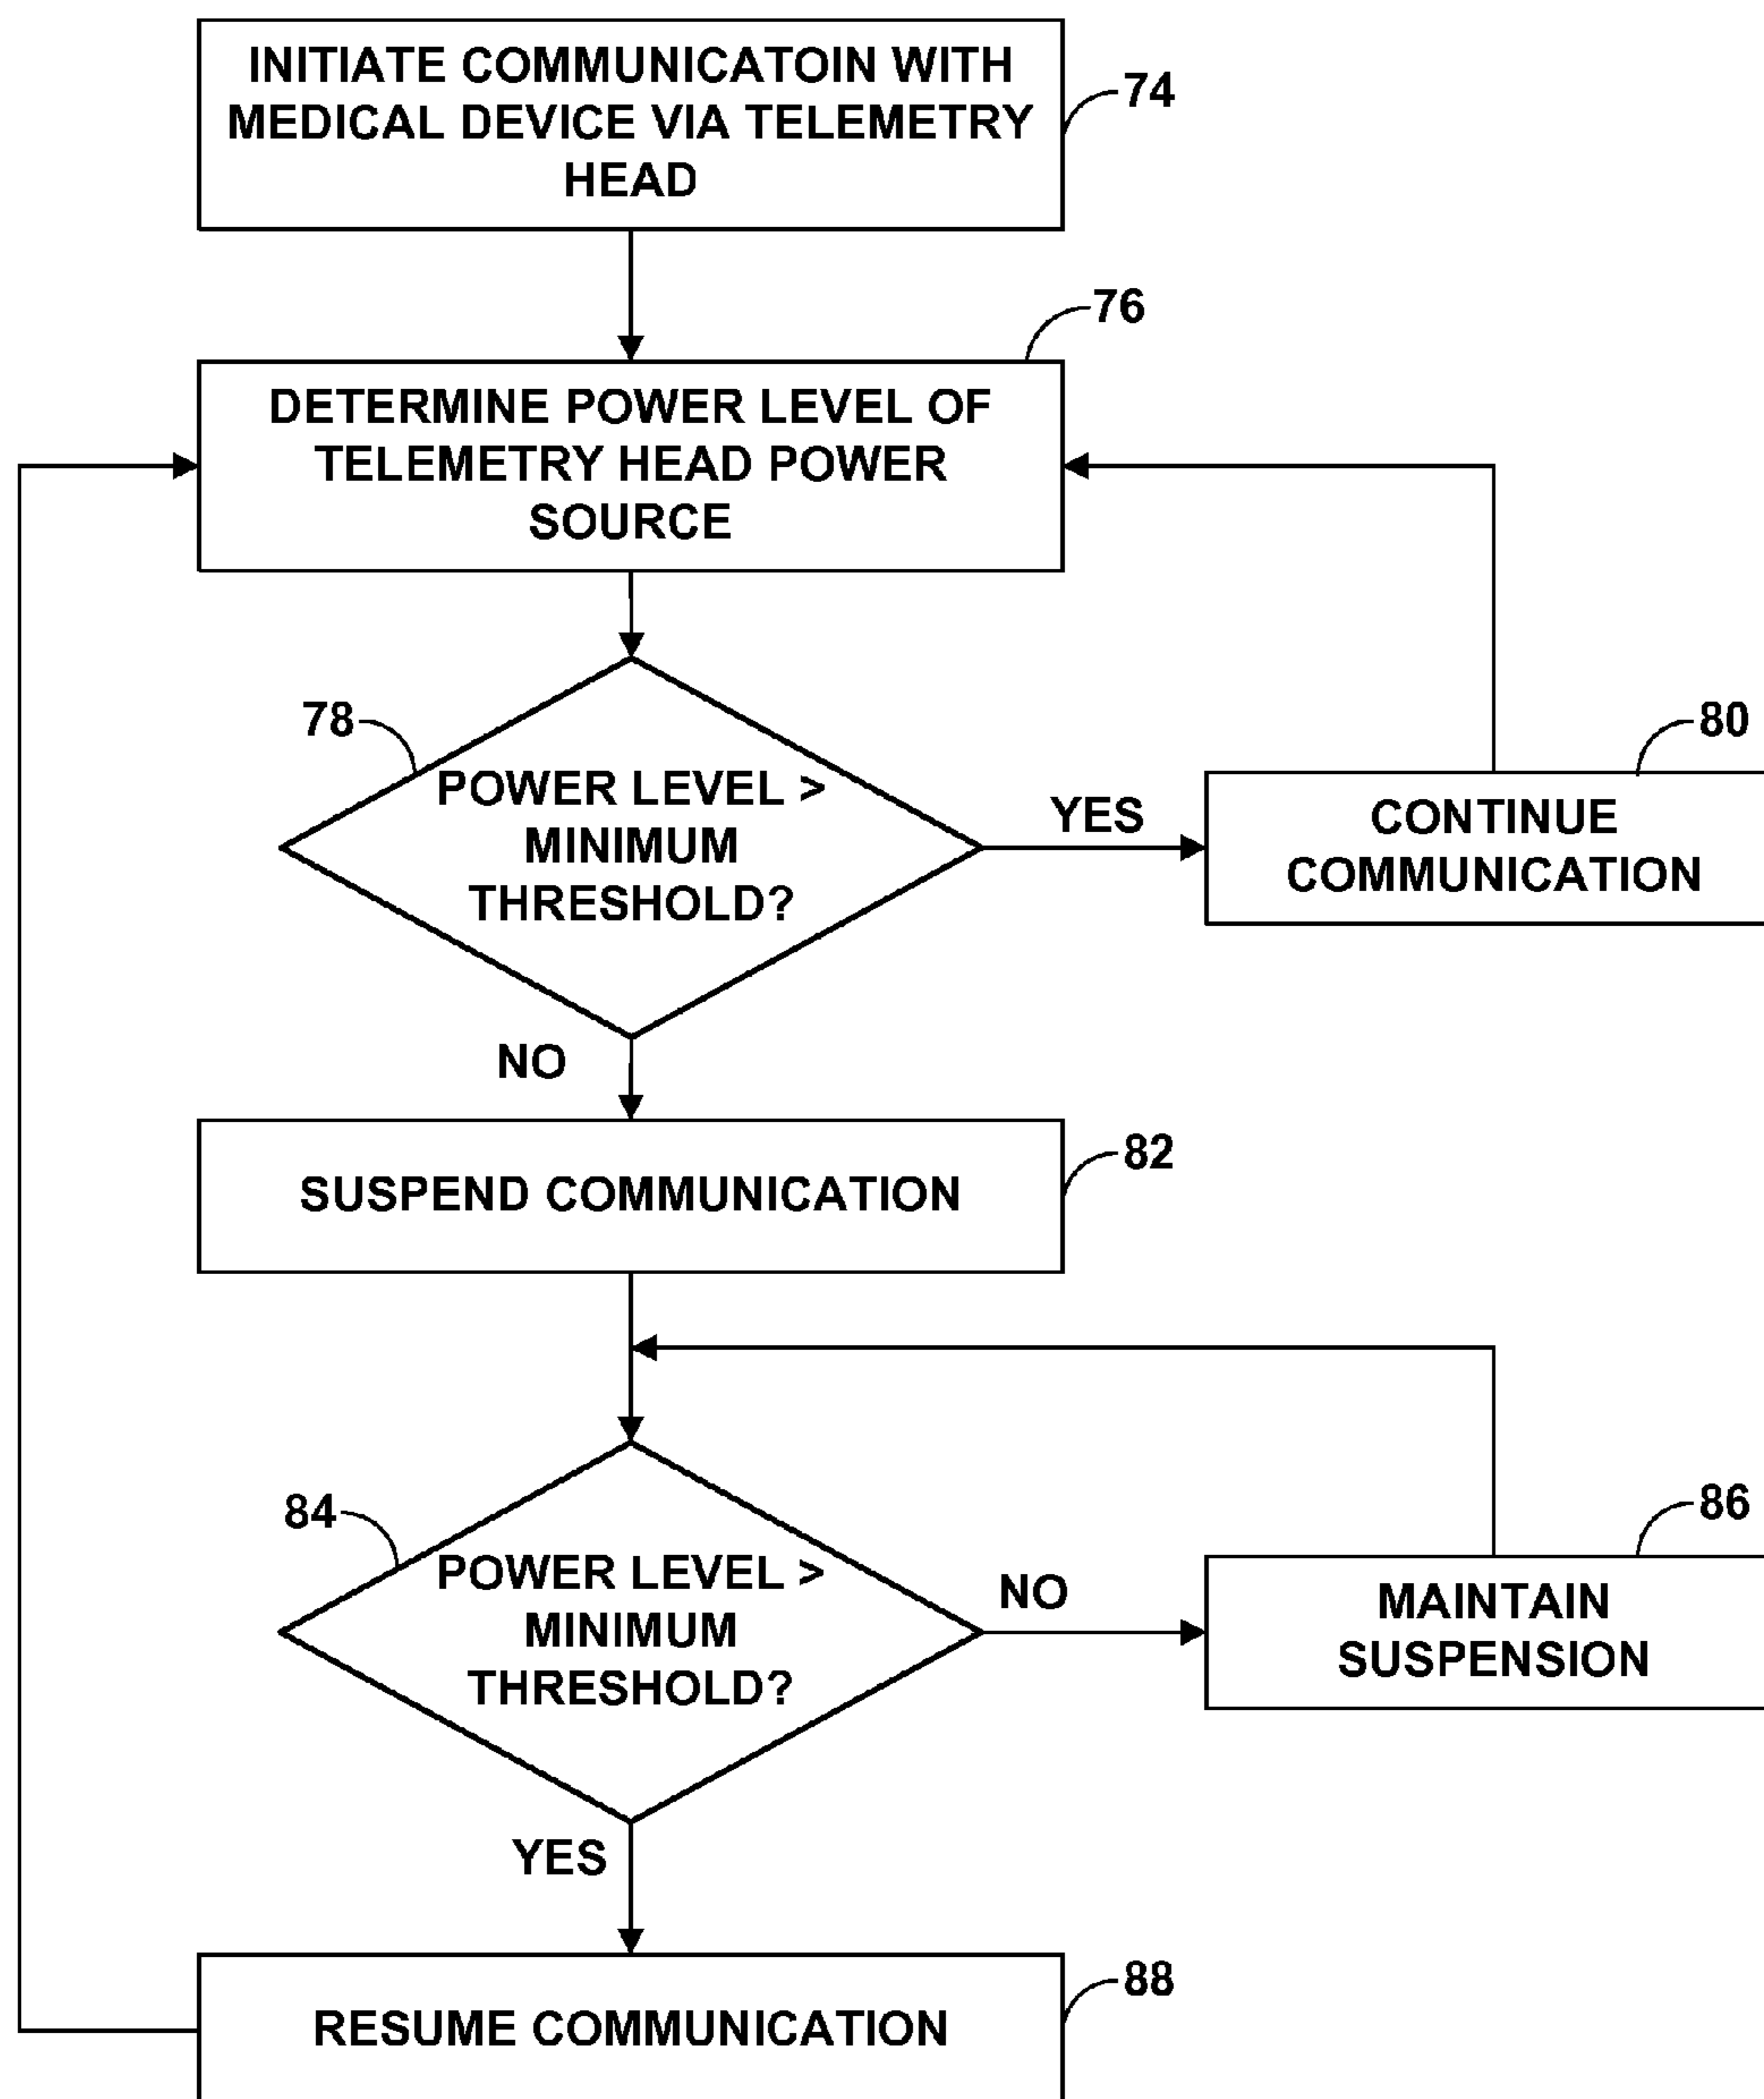 INITIATE COMMUNICATOIN WITH
MEDICAL DEVICE VIA TELEMETRY
HEAD
74
76
DETERMINE POWER LEVEL OF
TELEMETRY HEAD POWER
SOURCE
78
POWER LEVEL >
MINIMUM
THRESHOLD?
YES
80
CONTINUE
COMMUNICATION
NO
82
SUSPEND COMMUNICATION
84
POWER LEVEL >
MINIMUM
THRESHOLD?
NO
86
MAINTAIN
SUSPENSION
YES
88
RESUME COMMUNICATION